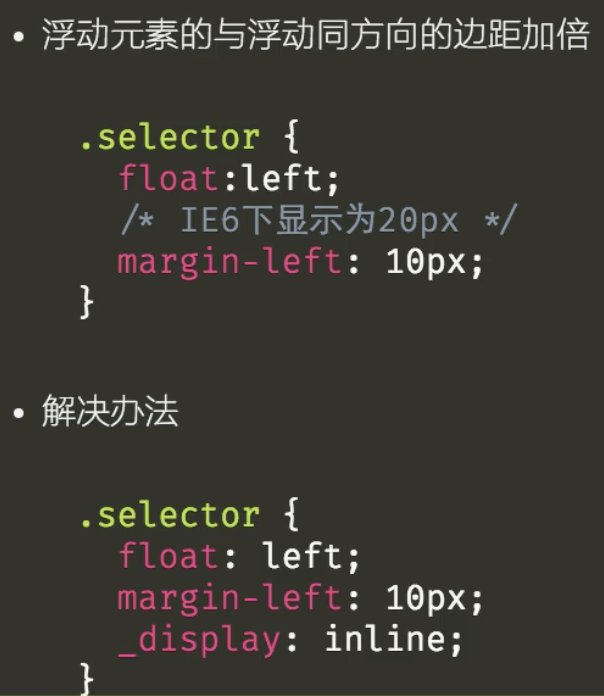 • 浮动元素的与浮动同方向的边距加倍
.selector {
float:left;
/* IE6下显示为20px */
margin-left: 10px;
}
• 解决办法
.selector {
float: left;
margin-left: 10px;
_display: inline;
}